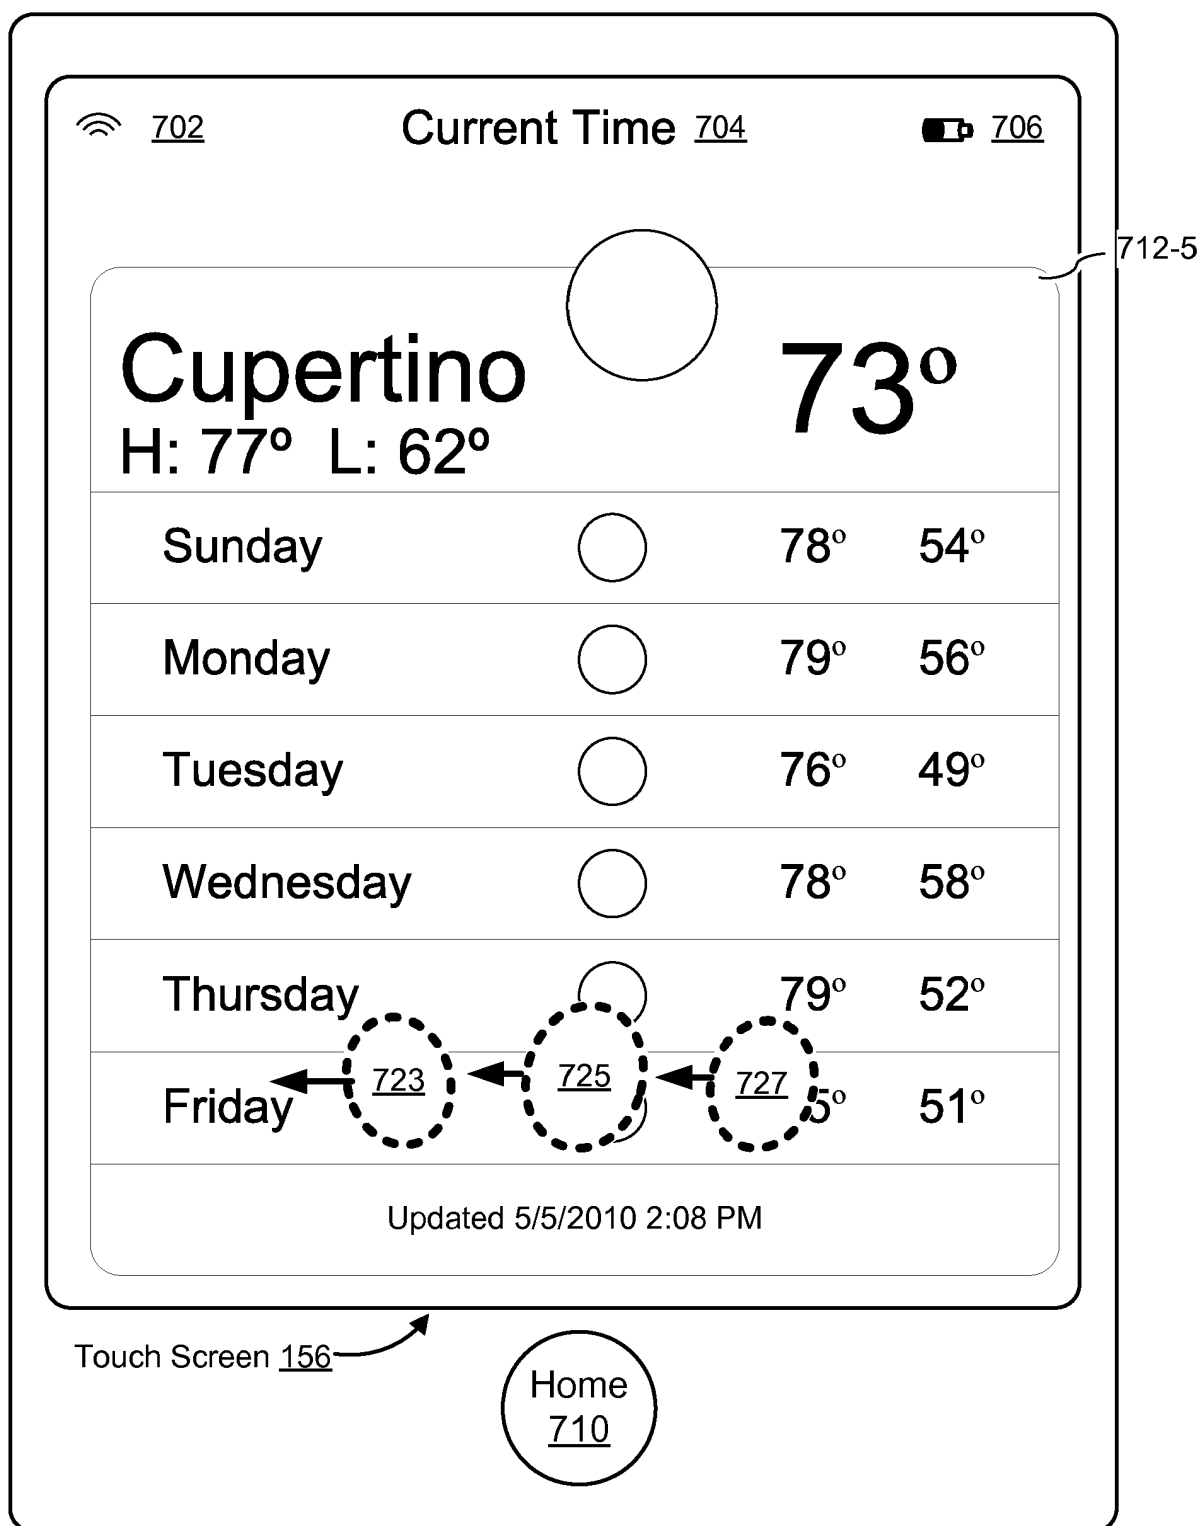 702 Current Time 704 706
712-5
Cupertino 73º
H: 77º L: 62º
Sunday 78º 54º
Monday 79º 56º
Tuesday 76º 49º
Wednesday 78º 58º
Thursday 79º 52º
723 725 727
Friday 5º 51º
Updated 5/5/2010 2:08 PM
Touch Screen 156
Home
710